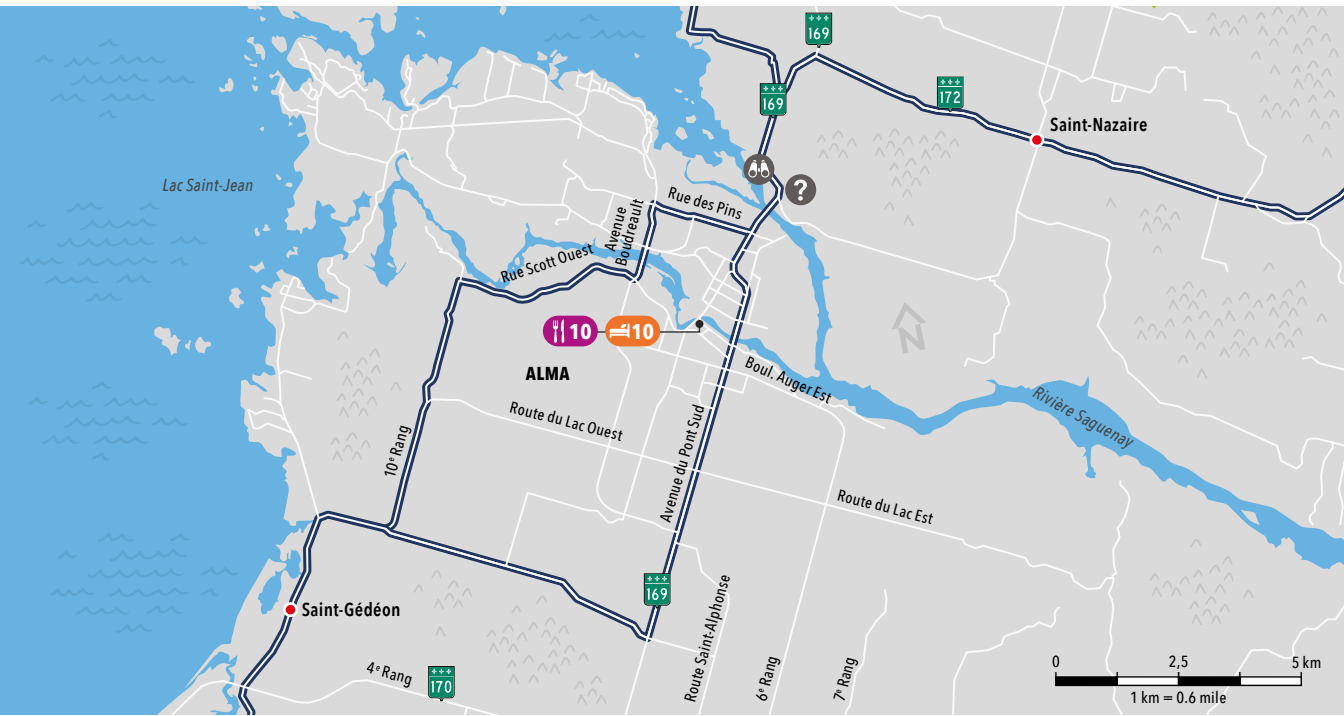 169
169
172
Saint-Nazaire
Lac Saint-Jean
?
Rue des Pins
Avenue
Boudreault
Rue Scott Ouest
10
10
N
ALMA
Boul. Auger Est
Rivière Saguenay
Route du Lac Ouest
10e Rang
Avenue du Pont Sud
Route du Lac Est
169
Saint-Gédéon
Route Saint-Alphonse
4e Rang
170
6e Rang
7e Rang
0 2,5 5 km
1 km = 0.6 mile